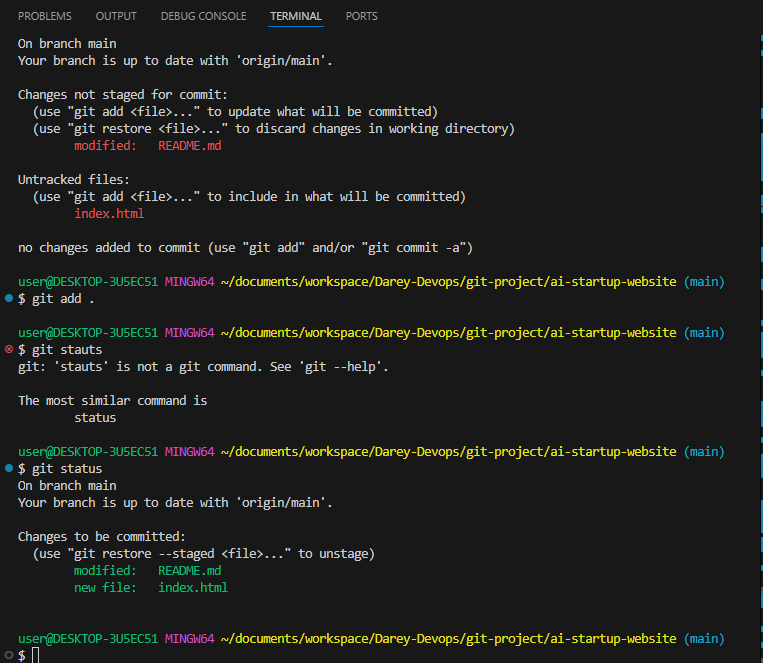 PROBLEMS OUTPUT DEBUG CONSOLE TERMINAL PORTS
On branch main
Your branch is up to date with 'origin/main'.
Changes not staged for commit:
(use "git add <file>..." to update what will be committed)
(use "git restore <file>..." to discard changes in working directory)
modified: README.md
Untracked files:
(use "git add <file>..." to include in what will be committed)
index.html
no changes added to commit (use "git add" and/or "git commit -a")
user@DESKTOP-3U5EC51 MINGW64 ~/documents/workspace/Darey-Devops/git-project/ai-startup-website (main)
$ git add .
user@DESKTOP-3U5EC51 MINGW64 ~/documents/workspace/Darey-Devops/git-project/ai-startup-website (main)
$ git stauts
git: 'stauts' is not a git command. See 'git --help'.
The most similar command is
status
user@DESKTOP-3U5EC51 MINGW64 ~/documents/workspace/Darey-Devops/git-project/ai-startup-website (main)
$ git status
On branch main
Your branch is up to date with 'origin/main'.
Changes to be committed:
(use "git restore --staged <file>..." to unstage)
modified: README.md
new file: index.html
user@DESKTOP-3U5EC51 MINGW64 ~/documents/workspace/Darey-Devops/git-project/ai-startup-website (main)
$